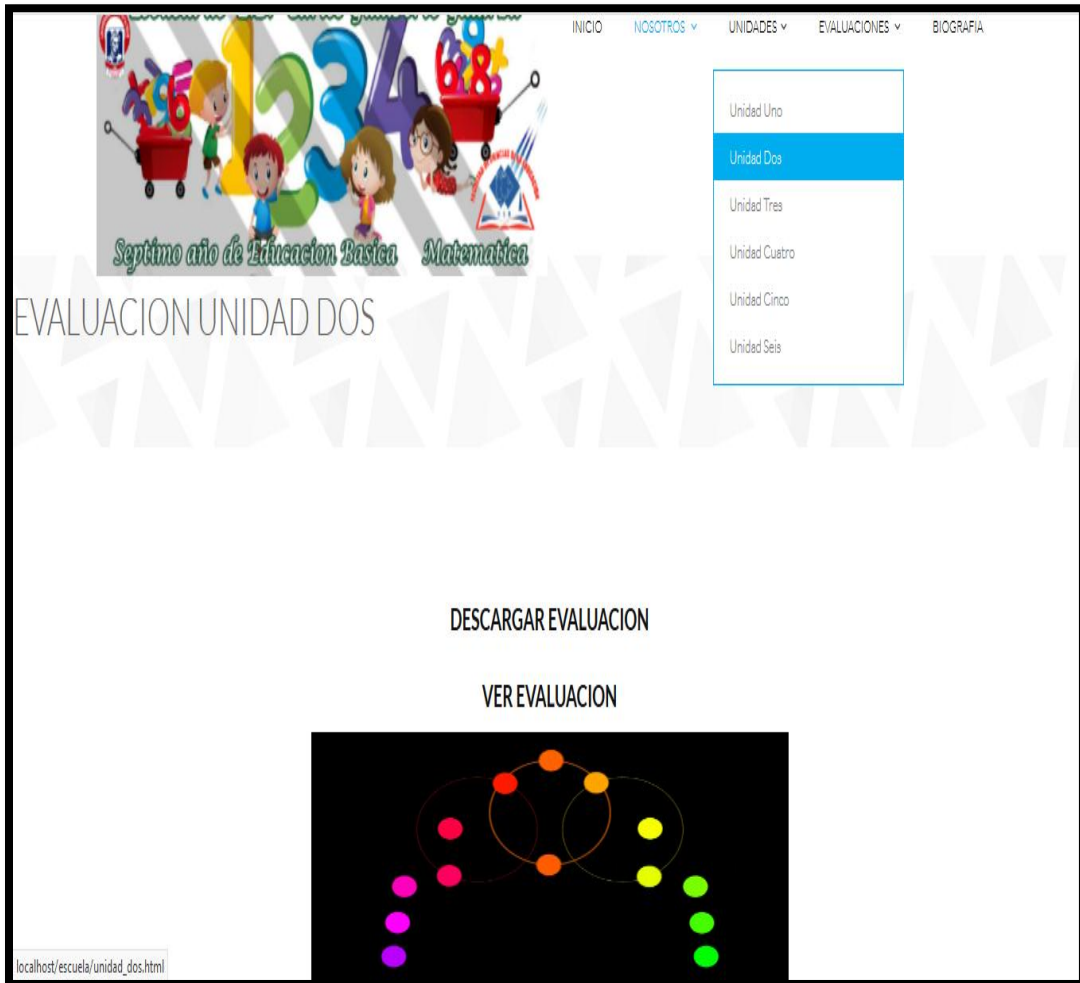 INICIO NOSOTROS UNIDADES EVALUACIONES BIOGRAFIA
Septimo año de Educacion Basica Matematica
Unidad Uno
Unidad Dos
Unidad Tres
Unidad Cuatro
Unidad Cinco
Unidad Seis
EVALUACION UNIDAD DOS
DESCARGAR EVALUACION
VER EVALUACION
localhost/escuela/unidad_dos.html